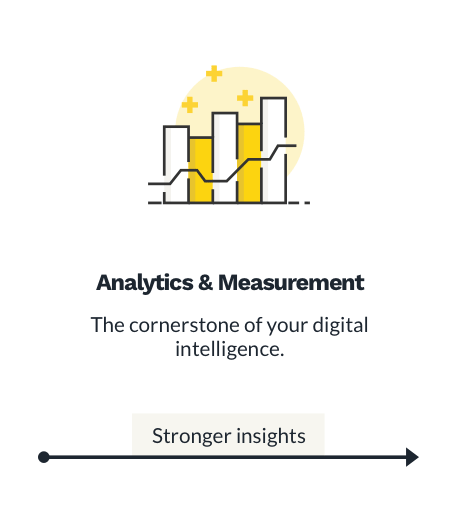 Analytics & Measurement
The cornerstone of your digital
intelligence.
Stronger insights